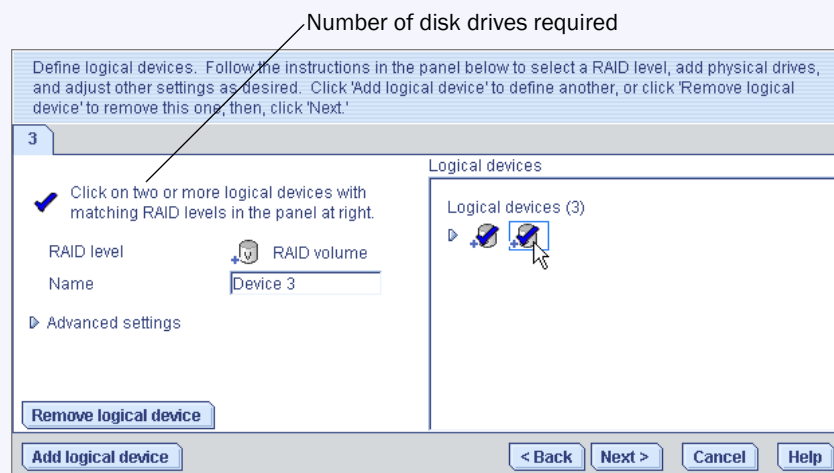 Number of disk drives required
Define logical devices. Follow the instructions in the panel below to select a RAID level, add physical drives,
and adjust other settings as desired. Click 'Add logical device' to define another, or click 'Remove logical
device' to remove this one, then, click 'Next.'
3
Click on two or more logical devices with
matching RAID levels in the panel at right.
RAID level
v
RAID volume
Name
Device 3
Advanced settings
Remove logical device
Logical devices
Logical devices (3)
Add logical device
< Back
Next >
Cancel
Help